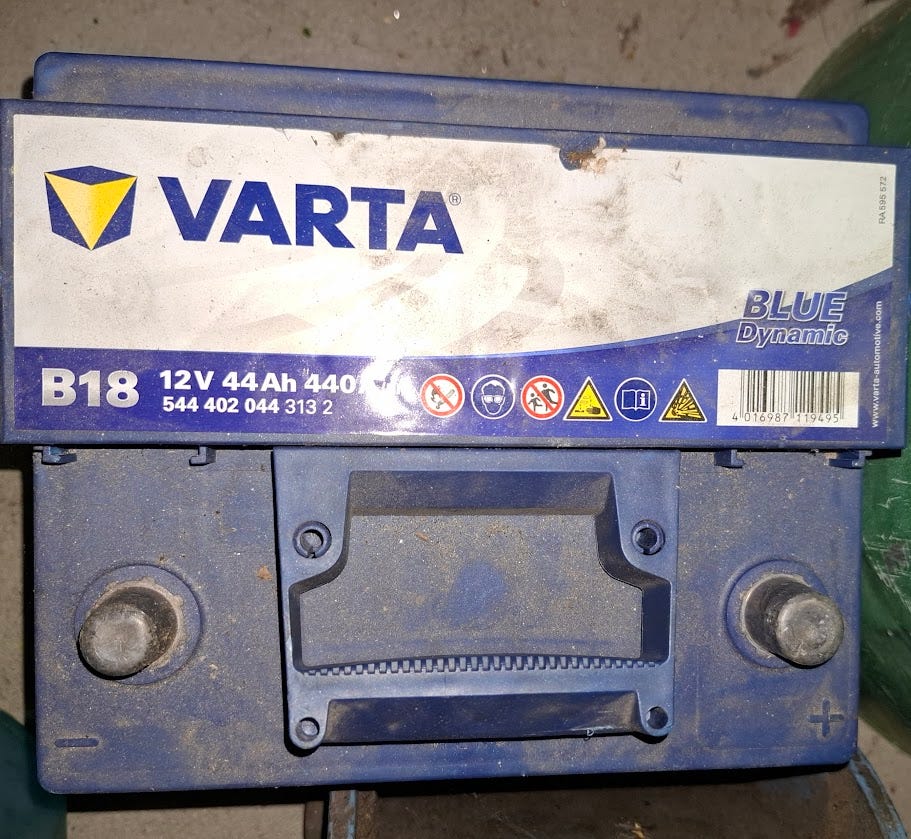 VARTA®
RA 595 572
BLUE
Dynamic
www.varta-automotive.com
B18
12V 44Ah 440
544 402 044 313 2
4 016987 119495
-
+